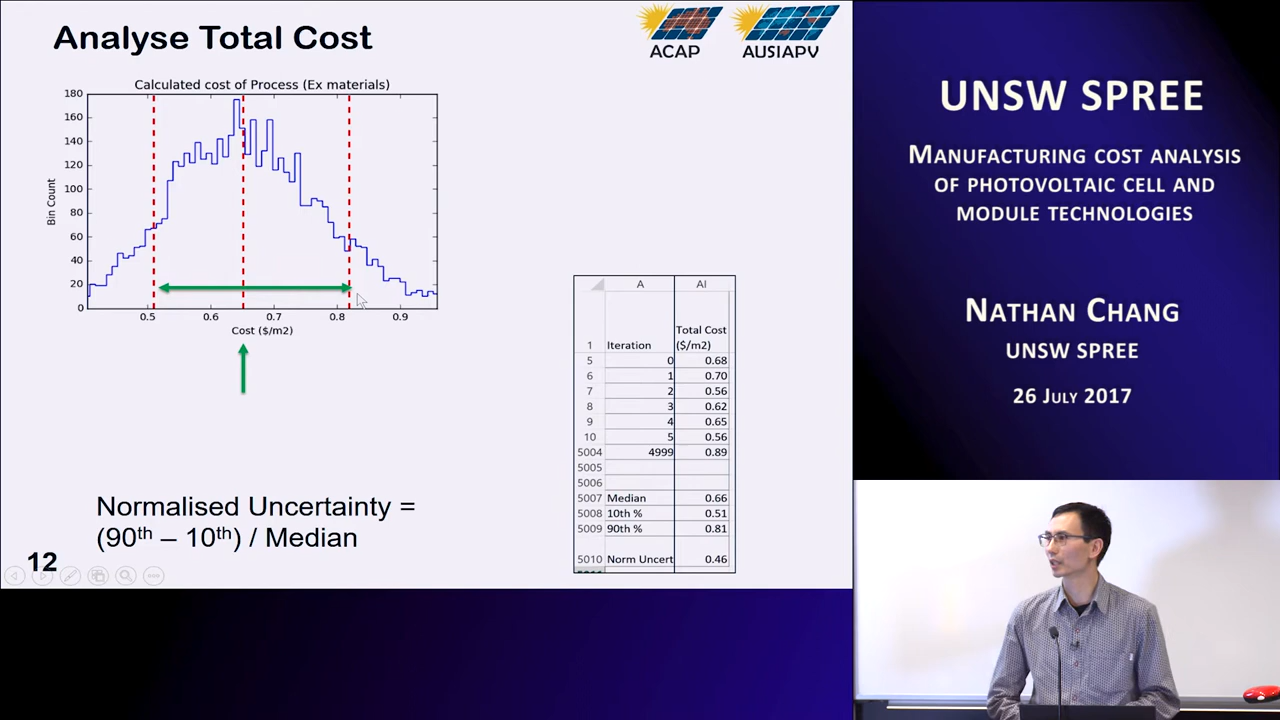 Analyse Total Cost
ACAP
AUSIAPV
Calculated cost of Process (Ex materials)
180
160
140
120
100
80
60
40
20
0
Bin Count
0.5 0.6 0.7 0.8 0.9
Cost ($/m2)
A AI
1 Iteration Total Cost ($/m2)
5 0 0.68
6 1 0.70
7 2 0.56
8 3 0.62
9 4 0.65
10 5 0.56
5004 4999 0.89
5005
5006
5007 Median 0.66
5008 10th % 0.51
5009 90th % 0.81
5010 Norm Uncert 0.46
Normalised Uncertainty =
(90th – 10th) / Median
12
UNSW SPREE
Manufacturing cost analysis
of photovoltaic cell and
module technologies
Nathan Chang
UNSW SPREE
26 July 2017